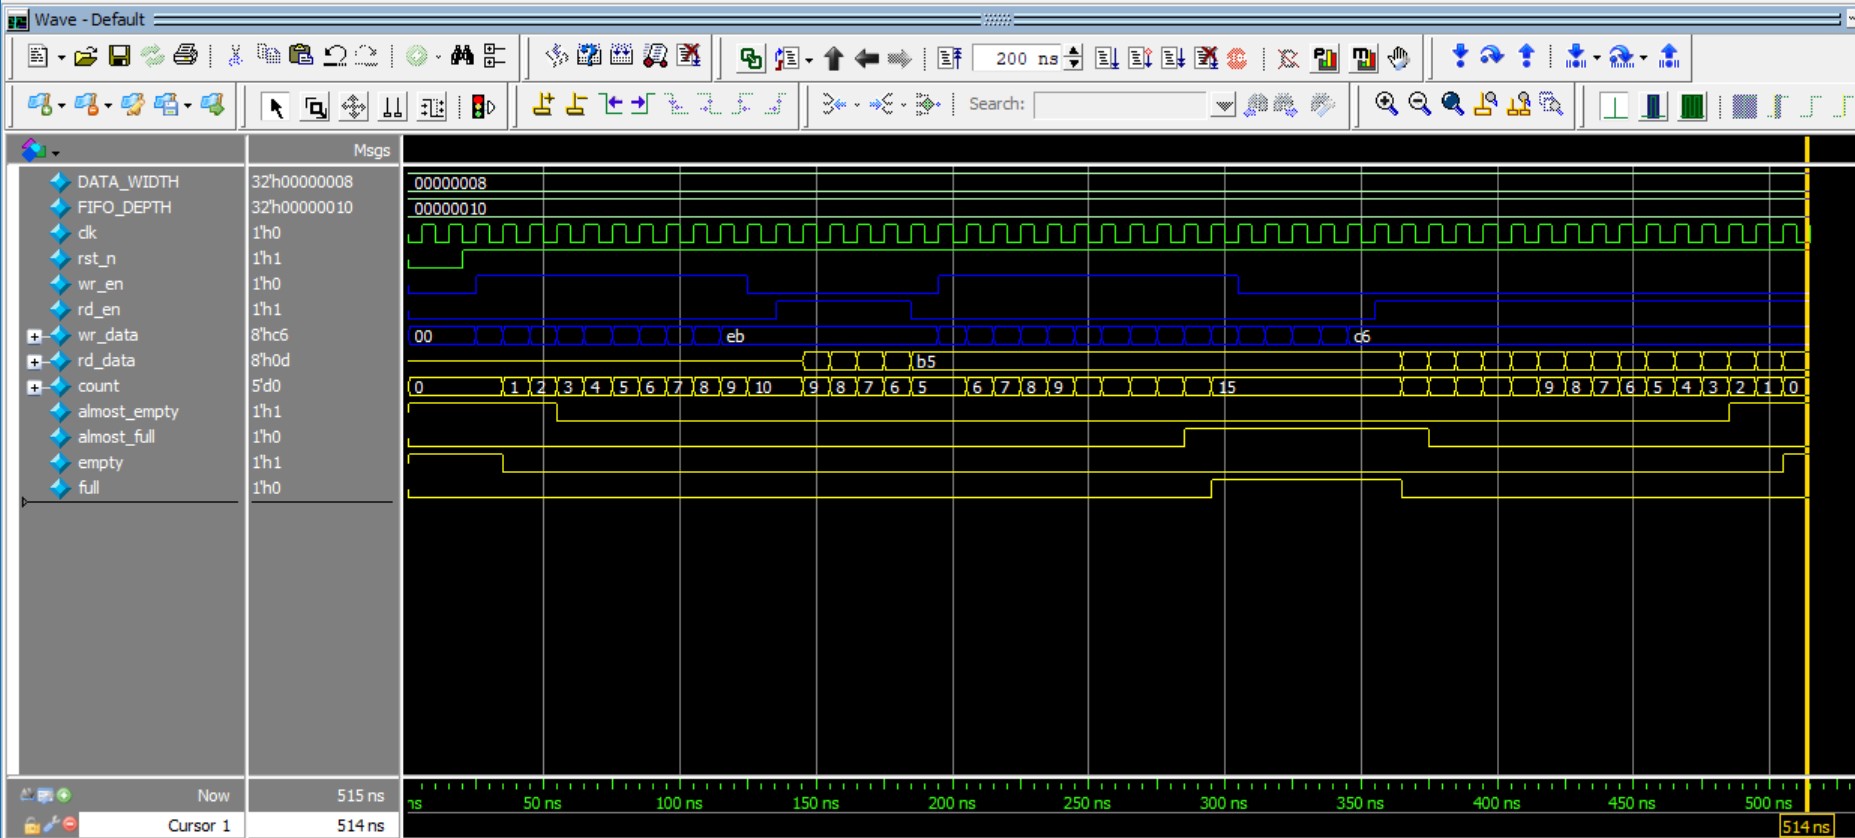 Wave - Default
200 ns
Search:
Msgs
DATA_WIDTH 32'h00000008 00000008
FIFO_DEPTH 32'h00000010 00000010
clk 1'h0
rst_n 1'h1
wr_en 1'h0
rd_en 1'h1
wr_data 8'hc6 00 eb c6
rd_data 8'h0d b5
count 5'd0 0 1 2 3 4 5 6 7 8 9 10 9 8 7 6 5 6 7 8 9 15 9 8 7 6 5 4 3 2 1 0
almost_empty 1'h1
almost_full 1'h0
empty 1'h1
full 1'h0
Now 515 ns ns 50 ns 100 ns 150 ns 200 ns 250 ns 300 ns 350 ns 400 ns 450 ns 500 ns
Cursor 1 514 ns 514 ns